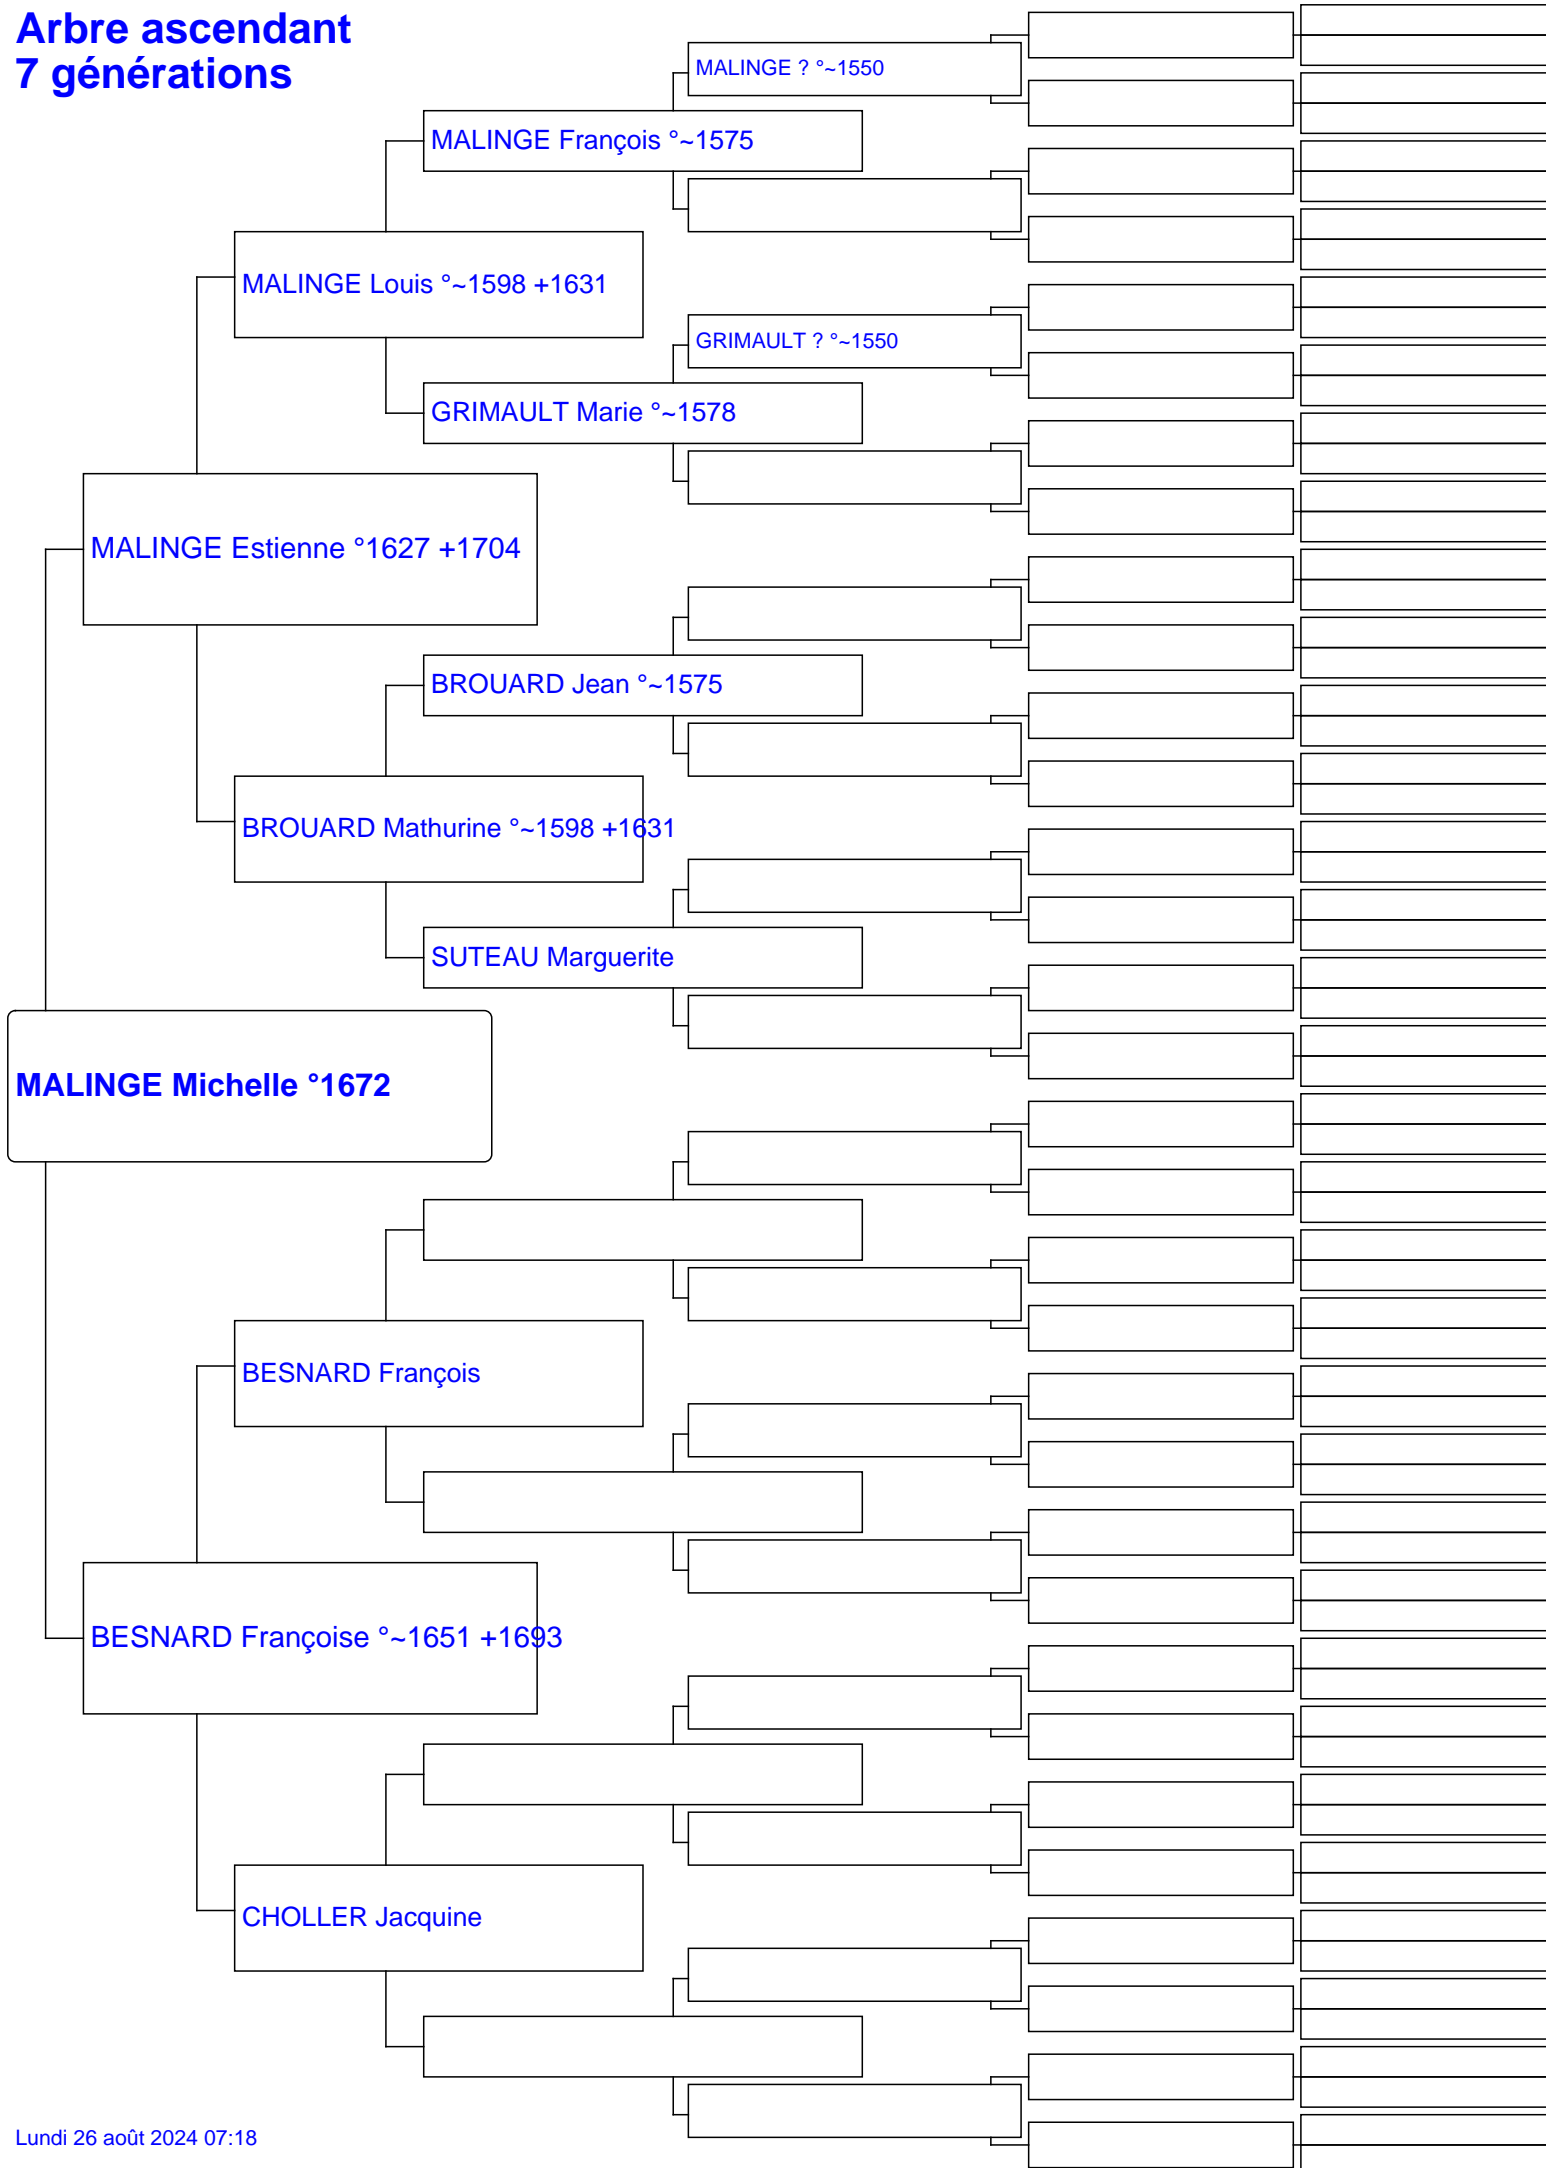 Arbre ascendant
7 générations
MALINGE ? °~1550
MALINGE François °~1575
MALINGE Louis °~1598 +1631
GRIMAULT ? °~1550
GRIMAULT Marie °~1578
MALINGE Estienne °1627 +1704
BROUARD Jean °~1575
BROUARD Mathurine °~1598 +1631
SUTEAU Marguerite
MALINGE Michelle °1672
BESNARD François
BESNARD Françoise °~1651 +1693
CHOLLER Jacquine
Lundi 26 août 2024 07:18